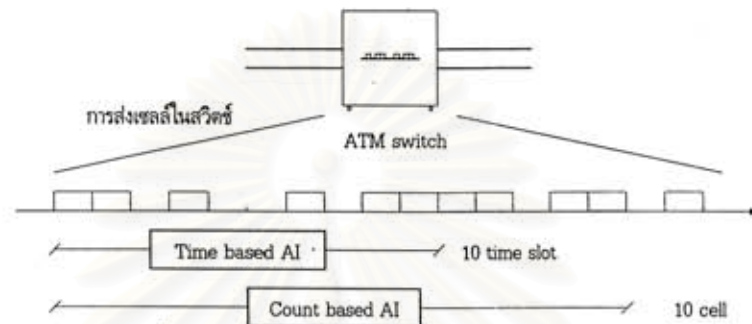 การส่งเซลล์ในสวิตช์
ATM switch
Time based AI
10 time slot
Count based AI
10 cell